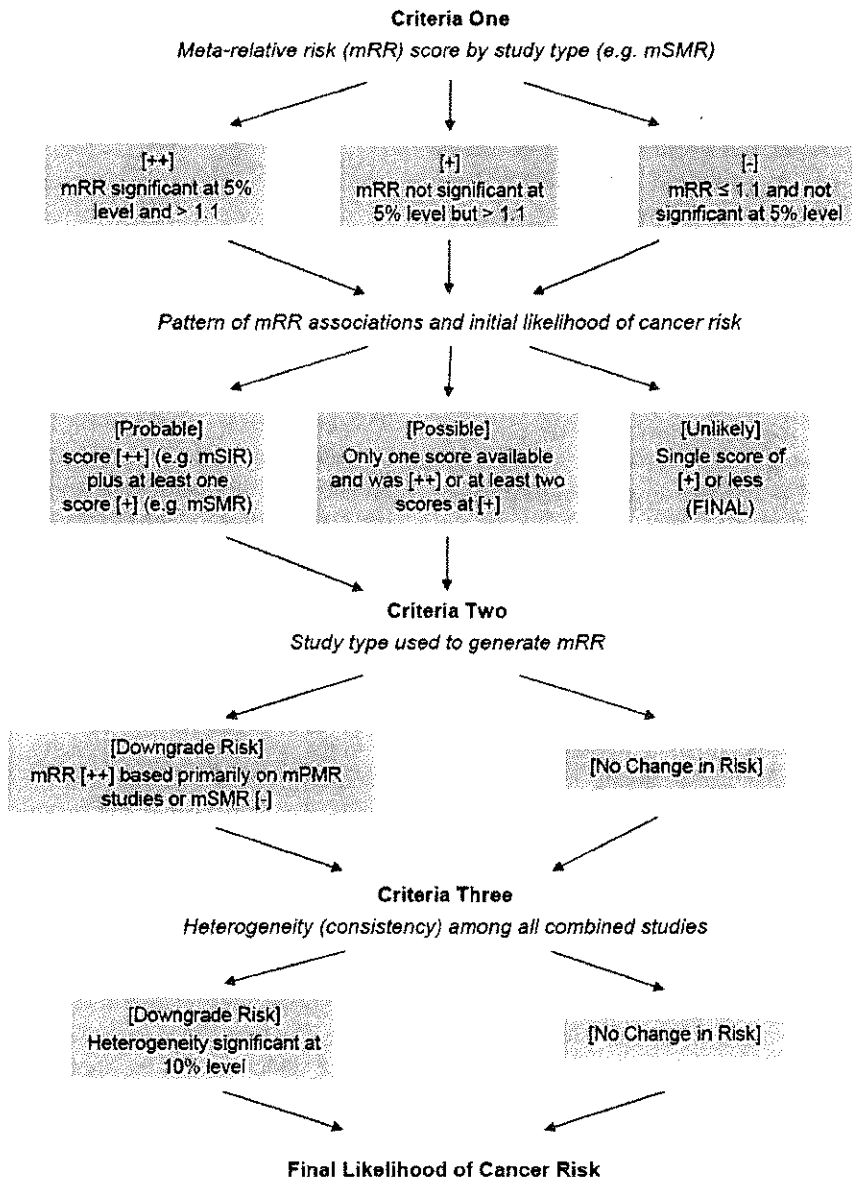 Criteria One
Meta-relative risk (mRR) score by study type (e.g. mSMR)
[++]
mRR significant at 5%
level and > 1.1
[+]
mRR not significant at
5% level but > 1.1
[-]
mRR ≤ 1.1 and not
significant at 5% level
Pattern of mRR associations and initial likelihood of cancer risk
[Probable]
score [++] (e.g. mSIR)
plus at least one
score [+] (e.g. mSMR)
[Possible]
Only one score available
and was [++] or at least two
scores at [+]
[Unlikely]
Single score of
[+] or less
(FINAL)
Criteria Two
Study type used to generate mRR
[Downgrade Risk]
mRR [++] based primarily on mPMR
studies or mSMR [-]
[No Change in Risk]
Criteria Three
Heterogeneity (consistency) among all combined studies
[Downgrade Risk]
Heterogeneity significant at
10% level
[No Change in Risk]
Final Likelihood of Cancer Risk